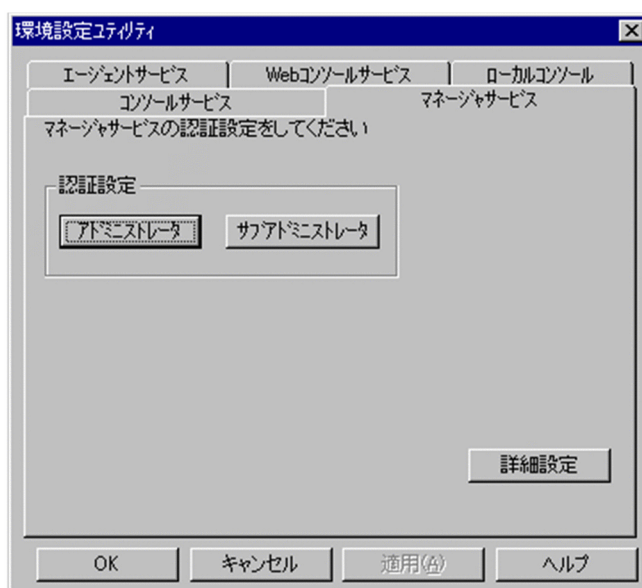 環境設定ﾕﾃｨﾘﾃｨ
ｴｰｼﾞｪﾝﾄｻｰﾋﾞｽ Webｺﾝｿｰﾙｻｰﾋﾞｽ ﾛｰｶﾙｺﾝｿｰﾙ
ｺﾝｿｰﾙｻｰﾋﾞｽ ﾏﾈｰｼﾞｬｻｰﾋﾞｽ
ﾏﾈｰｼﾞｬｻｰﾋﾞｽの認証設定をしてください
認証設定
ｱﾄﾞﾐﾆｽﾄﾚｰﾀ ｻﾌﾞｱﾄﾞﾐﾆｽﾄﾚｰﾀ
詳細設定
OK ｷｬﾝｾﾙ 適用(A) ヘルプ